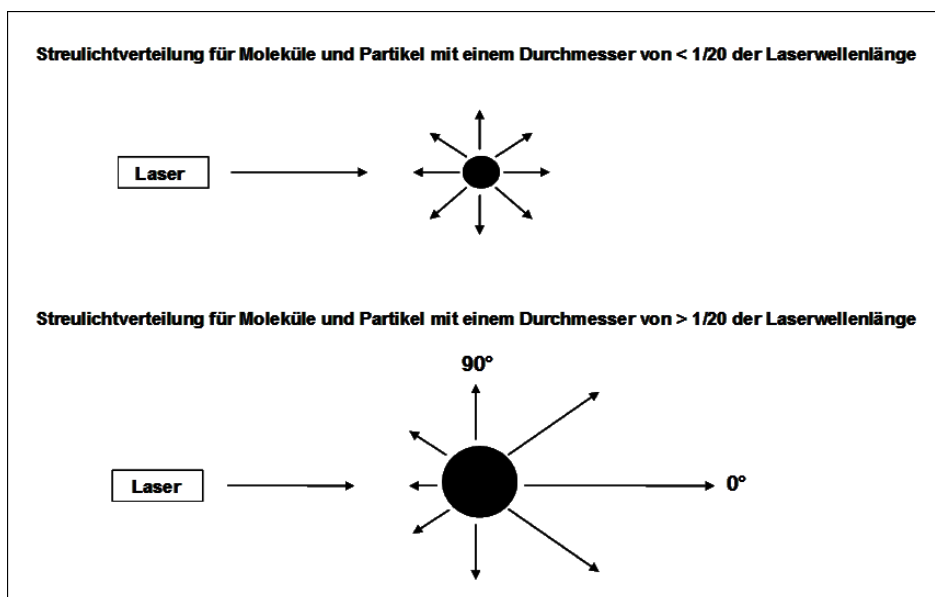 Streulichtverteilung für Moleküle und Partikel mit einem Durchmesser von < 1/20 der Laserwellenlänge
Laser
Streulichtverteilung für Moleküle und Partikel mit einem Durchmesser von > 1/20 der Laserwellenlänge
90°
Laser
0°